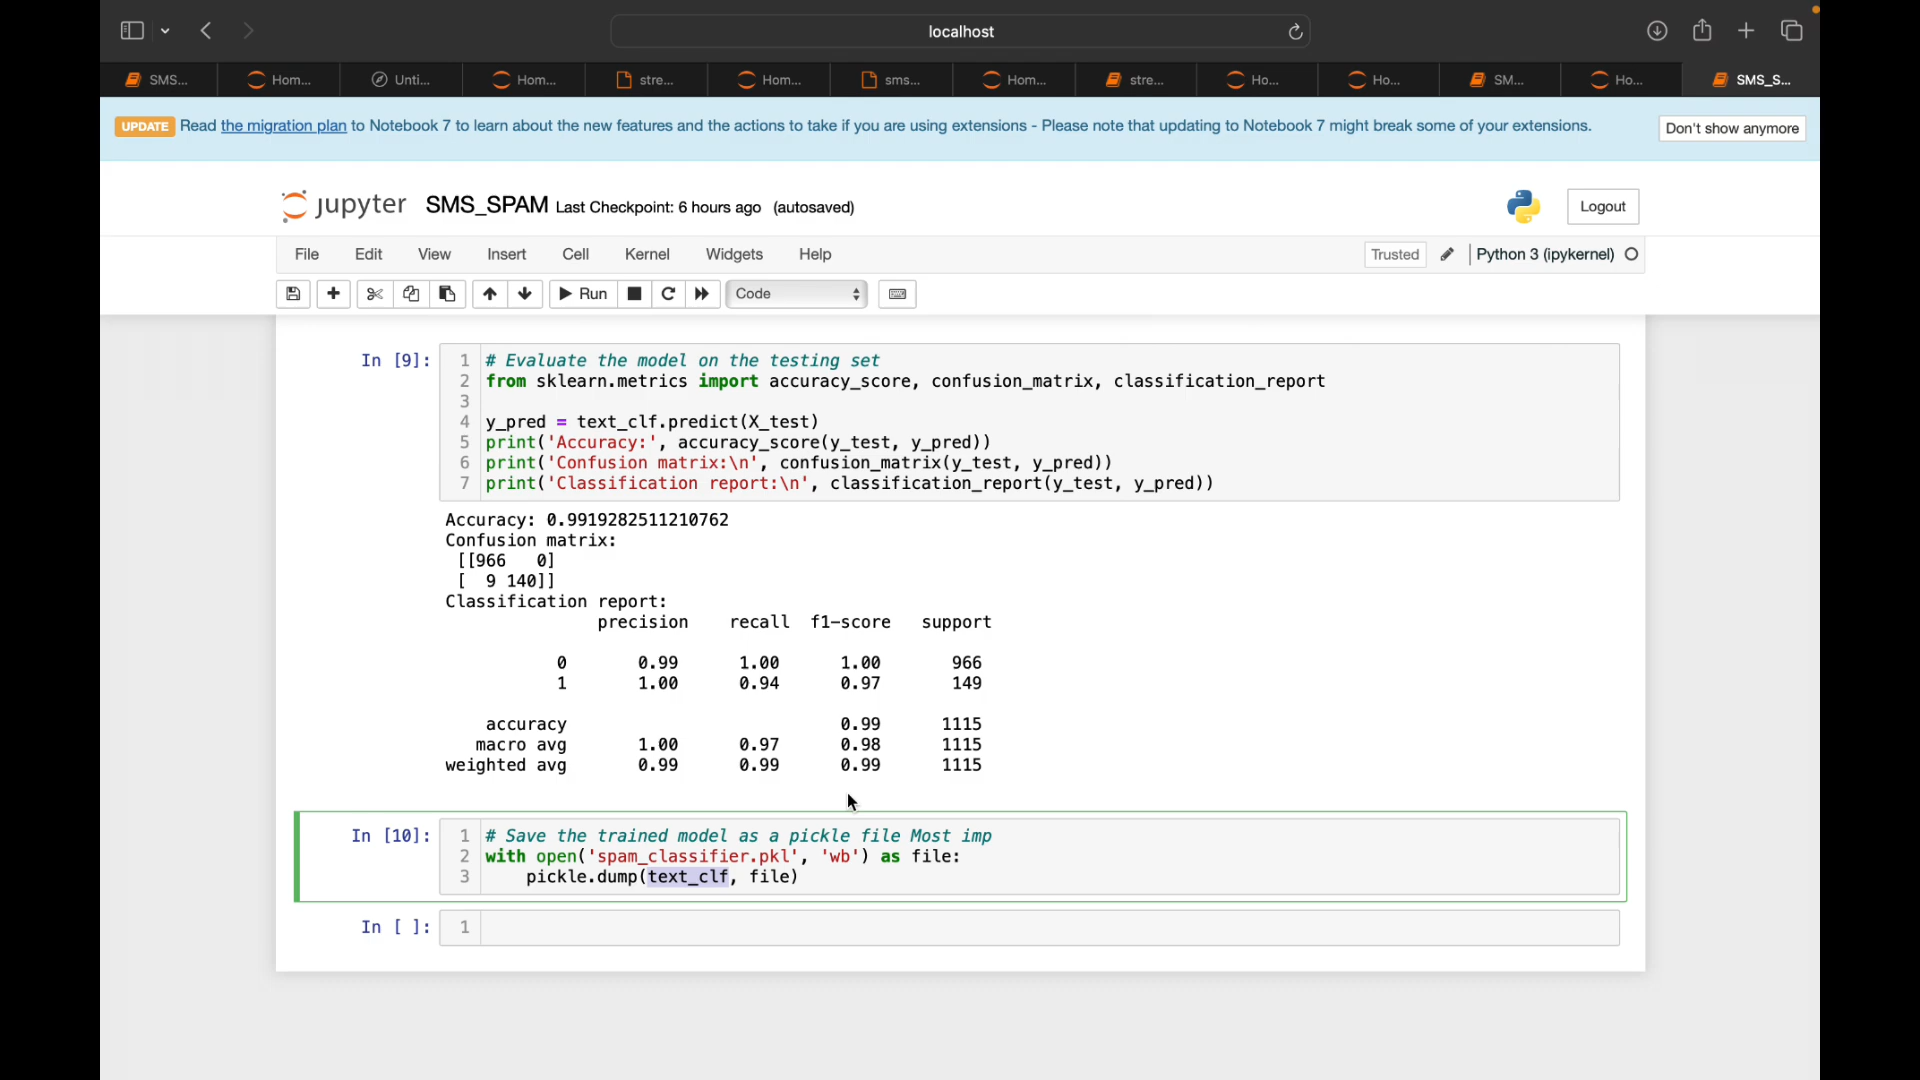 localhost
SMS... Hom... Unti... Hom... stre... Hom... sms... Hom... stre... Ho... Ho... SM... Ho... SMS_S...
UPDATE Read the migration plan to Notebook 7 to learn about the new features and the actions to take if you are using extensions - Please note that updating to Notebook 7 might break some of your extensions. Don't show anymore
jupyter SMS_SPAM Last Checkpoint: 6 hours ago (autosaved) Logout
File Edit View Insert Cell Kernel Widgets Help Trusted Python 3 (ipykernel)
Run Code
In [9]: 1 # Evaluate the model on the testing set
2 from sklearn.metrics import accuracy_score, confusion_matrix, classification_report
3
4 y_pred = text_clf.predict(X_test)
5 print('Accuracy:', accuracy_score(y_test, y_pred))
6 print('Confusion matrix:\n', confusion_matrix(y_test, y_pred))
7 print('Classification report:\n', classification_report(y_test, y_pred))
Accuracy: 0.9919282511210762
Confusion matrix:
[[966 0]
[ 9 140]]
Classification report:
precision recall f1-score support
0 0.99 1.00 1.00 966
1 1.00 0.94 0.97 149
accuracy 0.99 1115
macro avg 1.00 0.97 0.98 1115
weighted avg 0.99 0.99 0.99 1115
In [10]: 1 # Save the trained model as a pickle file Most imp
2 with open('spam_classifier.pkl', 'wb') as file:
3 pickle.dump(text_clf, file)
In [ ]: 1